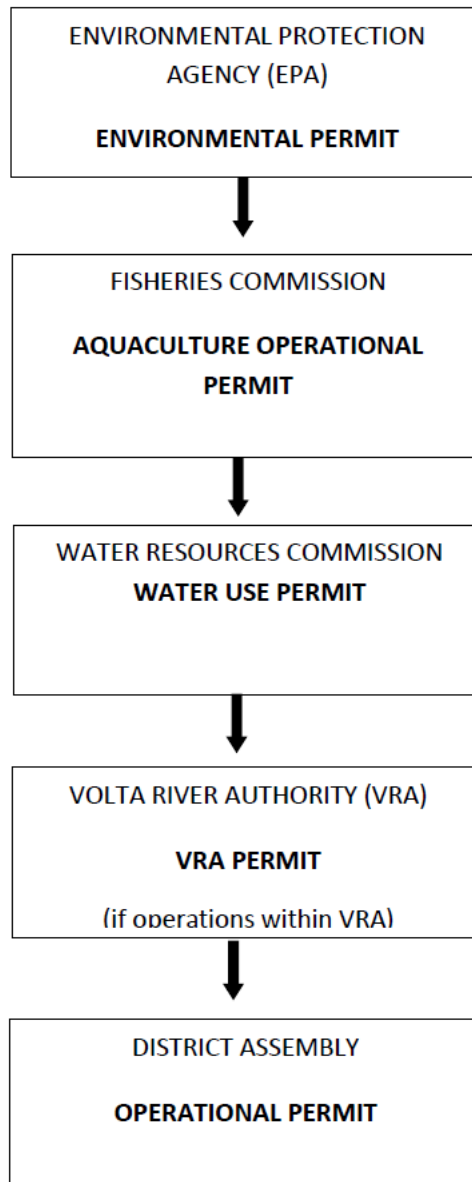 ENVIRONMENTAL PROTECTION
AGENCY (EPA)
ENVIRONMENTAL PERMIT
FISHERIES COMMISSION
AQUACULTURE OPERATIONAL
PERMIT
WATER RESOURCES COMMISSION
WATER USE PERMIT
VOLTA RIVER AUTHORITY (VRA)
VRA PERMIT
(if operations within VRA)
DISTRICT ASSEMBLY
OPERATIONAL PERMIT